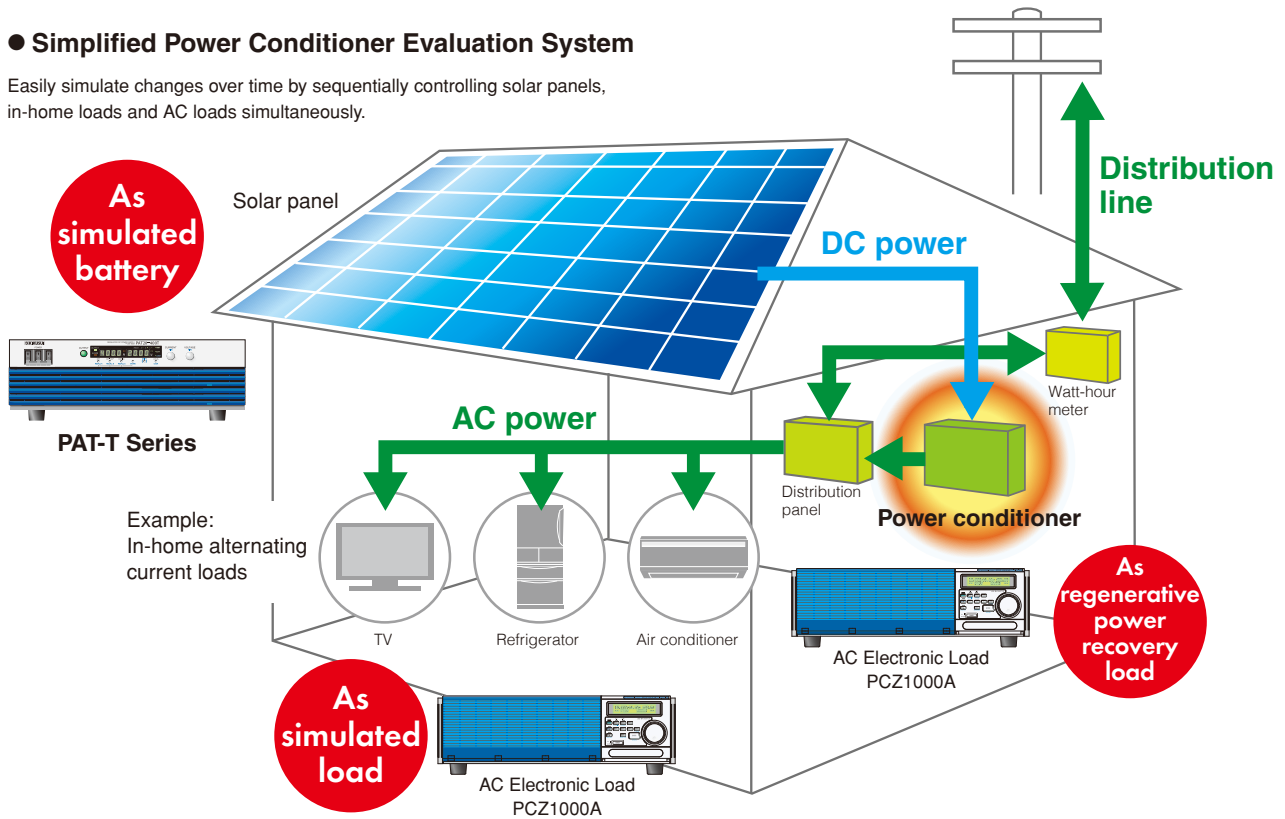 ● Simplified Power Conditioner Evaluation System
Easily simulate changes over time by sequentially controlling solar panels,
in-home loads and AC loads simultaneously.
As
simulated
battery
Solar panel
DC power
Distribution
line
PAT-T Series
AC power
Watt-hour
meter
Distribution
panel
Power conditioner
Example:
In-home alternating
current loads
TV
Refrigerator
Air conditioner
AC Electronic Load
PCZ1000A
As
regenerative
power
recovery
load
As
simulated
load
AC Electronic Load
PCZ1000A